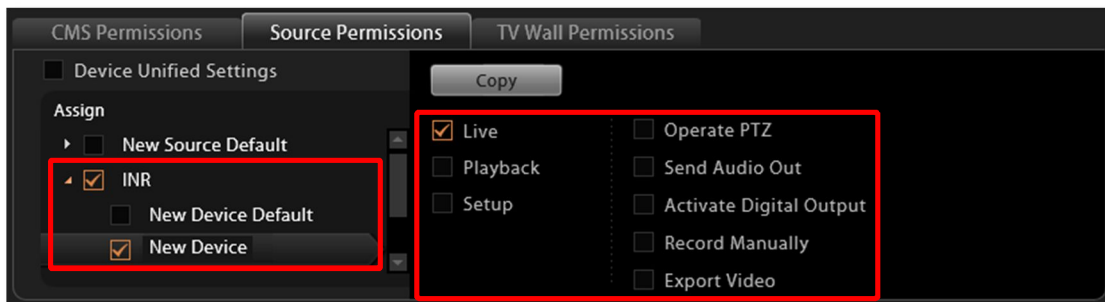 CMS Permissions
Source Permissions
TV Wall Permissions
Device Unified Settings
Assign
New Source Default
INR
New Device Default
New Device
Copy
Live
Playback
Setup
Operate PTZ
Send Audio Out
Activate Digital Output
Record Manually
Export Video